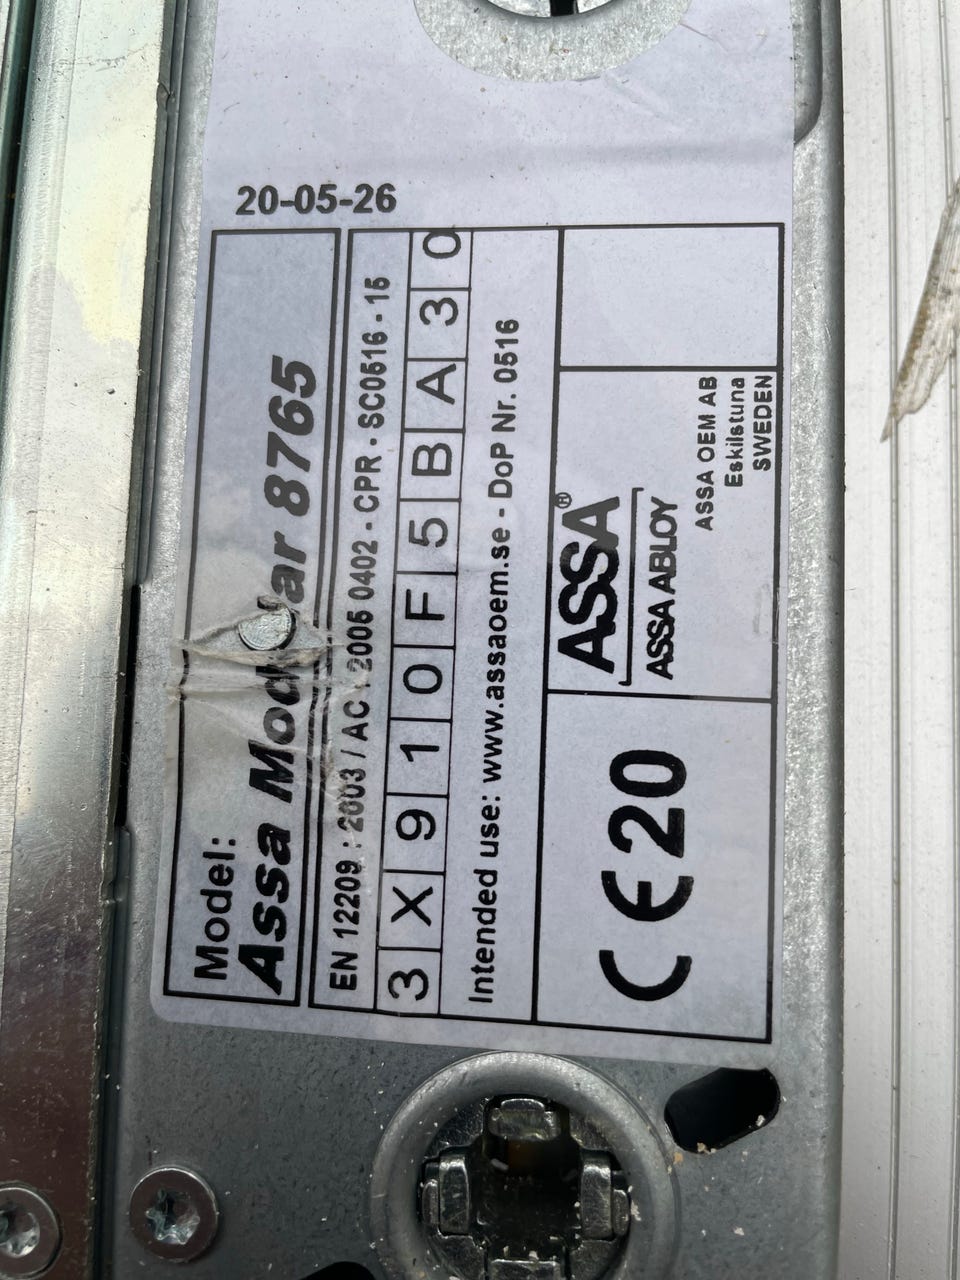 20-05-26
Model:
Assa Modular 8765
EN 12209 : 2003 / AC : 2005 0402 - CPR - SC0516 - 15
3 X 9 1 0 F 5 B A 3 0
Intended use: www.assaoem.se - DoP Nr. 0516
CE 20
ASSA®
ASSA ABLOY
ASSA OEM AB
Eskilstuna
SWEDEN